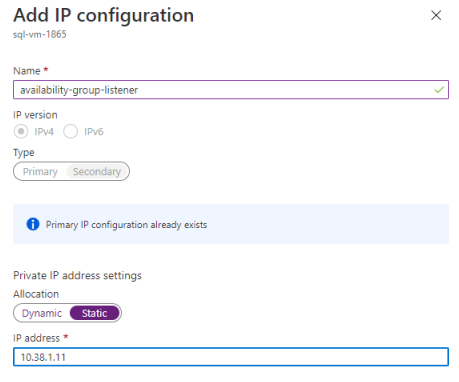 Add IP configuration
sql-vm-1865
Name *
availability-group-listener
IP version
IPv4 IPv6
Type
Primary Secondary
Primary IP configuration already exists
Private IP address settings
Allocation
Dynamic Static
IP address *
10.38.1.11